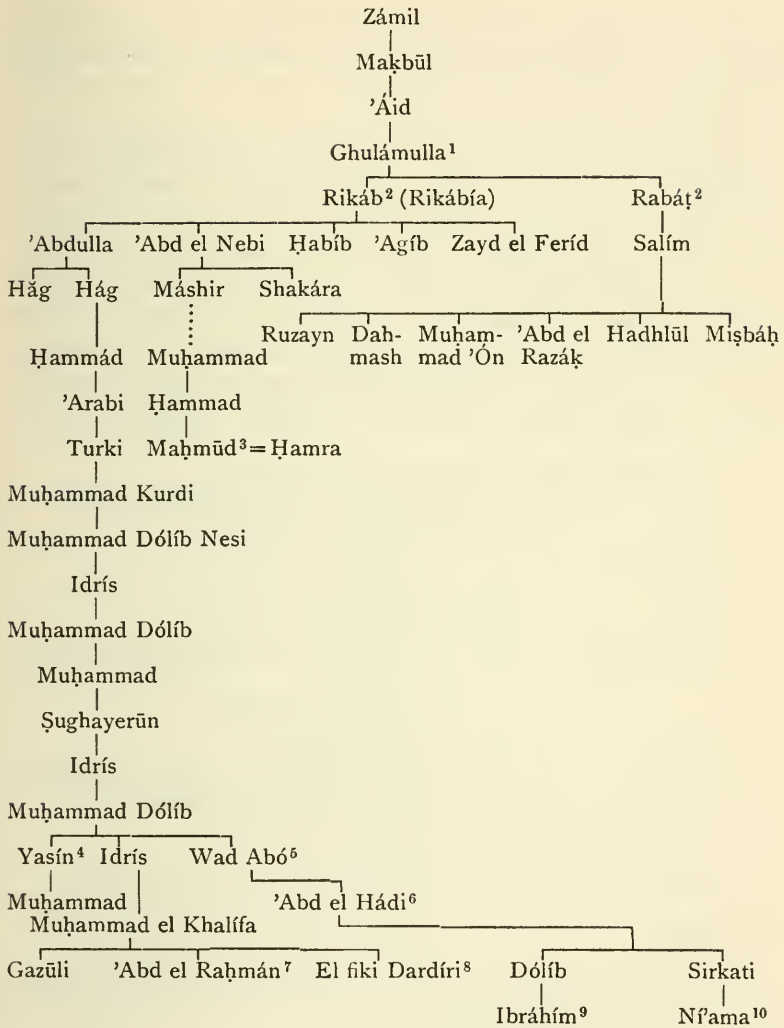 Zámil
Maḳbūl
’Áid
Ghulámulla¹
Rikáb² (Rikábía) Rabáṭ²
’Abdulla ’Abd el Nebi Ḥabíb ’Agíb Zayd el Feríd Salím
Hăg Hág Máshir Shakára
Ruzayn Dah- Muḥam- ’Abd el Hadhlūl Miṣbáḥ
mash mad ’Ón Razáḳ
Ḥammád Muḥammad
’Arabi Ḥammad
Turki Maḥmūd³ = Ḥamra
Muḥammad Kurdi
Muḥammad Dólíb Nesi
Idrís
Muḥammad Dólíb
Muḥammad
Ṣughayerūn
Idrís
Muḥammad Dólíb
Yasín⁴ Idrís Wad Abó⁵
Muḥammad ’Abd el Hádi⁶
Muḥammad el Khalífa
Gazūli ’Abd el Raḥmán⁷ El fiki Dardíri⁸ Dólíb Sirkati
Ibráhím⁹ Ní’ama¹⁰